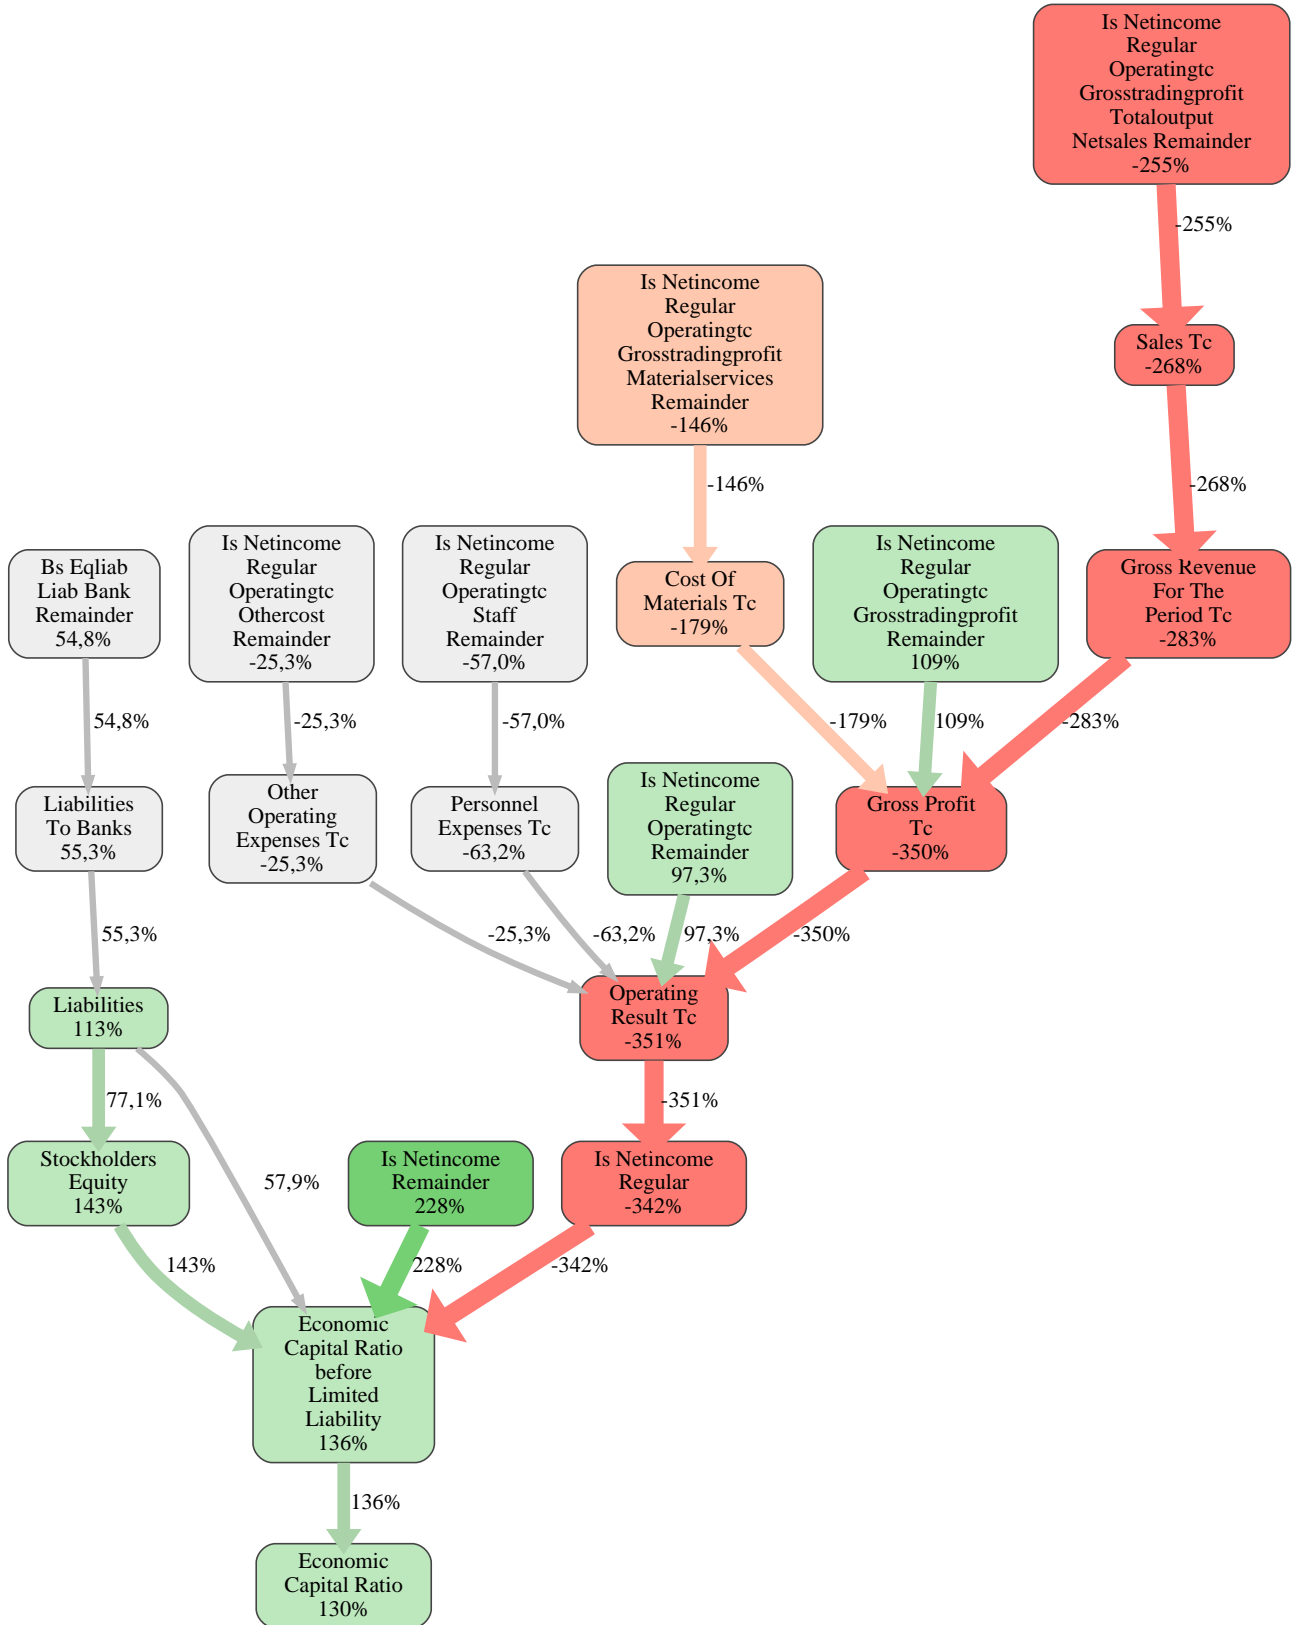 Is Netincome
Regular
Operatingtc
Grosstradingprofit
Totaloutput
Netsales Remainder
-255%
-255%
Is Netincome
Regular
Operatingtc
Grosstradingprofit
Materialservices
Remainder
-146%
Sales Tc
-268%
-146%
-268%
Bs Eqliab
Liab Bank
Remainder
54,8%
Is Netincome
Regular
Operatingtc
Othercost
Remainder
-25,3%
Is Netincome
Regular
Operatingtc
Staff
Remainder
-57,0%
Cost Of
Materials Tc
-179%
Is Netincome
Regular
Operatingtc
Grosstradingprofit
Remainder
109%
Gross Revenue
For The
Period Tc
-283%
54,8%
-25,3%
-57,0%
-179%
109%
-283%
Liabilities
To Banks
55,3%
Other
Operating
Expenses Tc
-25,3%
Personnel
Expenses Tc
-63,2%
Is Netincome
Regular
Operatingtc
Remainder
97,3%
Gross Profit
Tc
-350%
55,3%
-25,3%
-63,2%
97,3%
-350%
Liabilities
113%
Operating
Result Tc
-351%
77,1%
-351%
Stockholders
Equity
143%
57,9%
Is Netincome
Remainder
228%
Is Netincome
Regular
-342%
143%
228%
-342%
Economic
Capital Ratio
before
Limited
Liability
136%
136%
Economic
Capital Ratio
130%